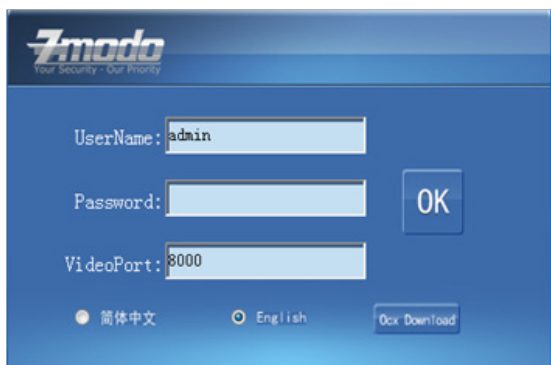 Zmodo
Your Security - Our Priority
UserName: admin
Password:
OK
VideoPort: 8000
简体中文 English Ocx Download